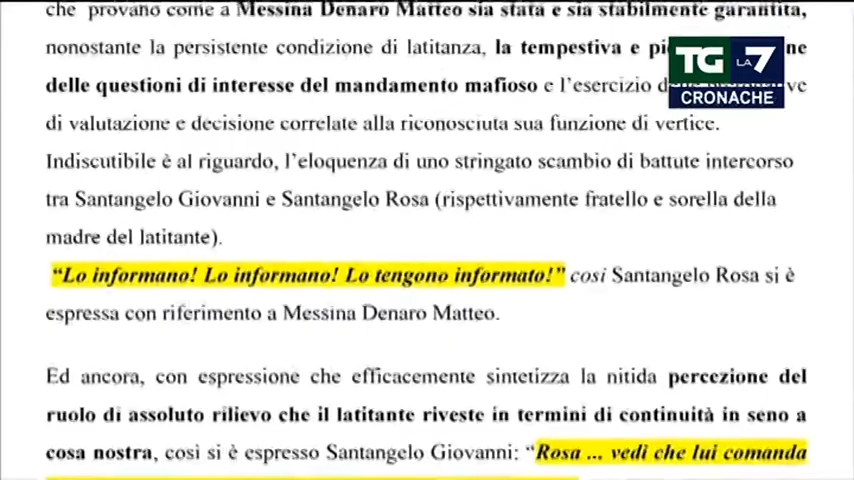 che provano come a Messina Denaro Matteo sia stata e sia stabilmente garantita,
nonostante la persistente condizione di latitanza, la tempestiva e pi ne
delle questioni di interesse del mandamento mafioso e l'esercizio ve
di valutazione e decisione correlate alla riconosciuta sua funzione di vertice.
Indiscutibile è al riguardo, l'eloquenza di uno stringato scambio di battute intercorso
tra Santangelo Giovanni e Santangelo Rosa (rispettivamente fratello e sorella della
madre del latitante).
"Lo informano! Lo informano! Lo tengono informato!" così Santangelo Rosa si è
espressa con riferimento a Messina Denaro Matteo.
Ed ancora, con espressione che efficacemente sintetizza la nitida percezione del
ruolo di assoluto rilievo che il latitante riveste in termini di continuità in seno a
cosa nostra, così si è espresso Santangelo Giovanni: "Rosa ... vedi che lui comanda
TG LA 7
CRONACHE